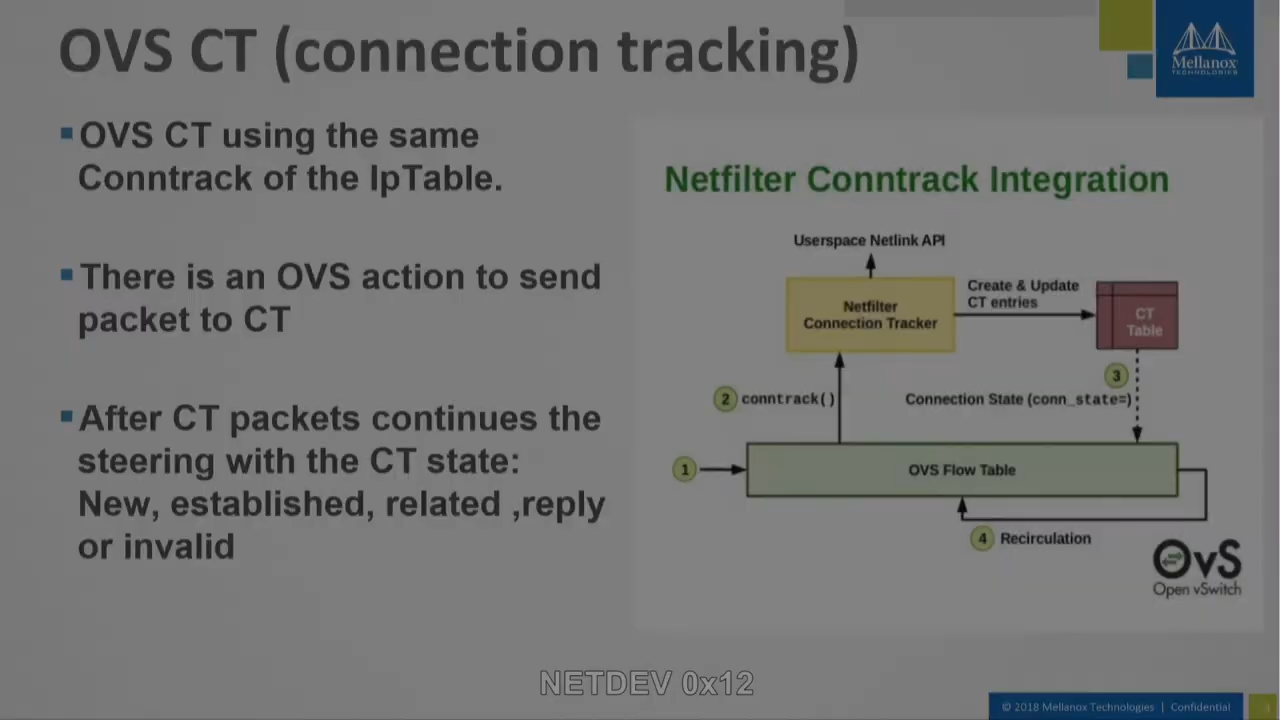 OVS CT (connection tracking)
Mellanox
TECHNOLOGIES
OVS CT using the same
Conntrack of the IpTable.
There is an OVS action to send
packet to CT
After CT packets continues the
steering with the CT state:
New, established, related ,reply
or invalid
Netfilter Conntrack Integration
Userspace Netlink API
Netfilter
Connection Tracker
Create & Update
CT entries
CT
Table
3
2 conntrack()
Connection State (conn_state=)
1
OVS Flow Table
4 Recirculation
OvS
Open vSwitch
NETDEV 0x12
© 2018 Mellanox Technologies | Confidential